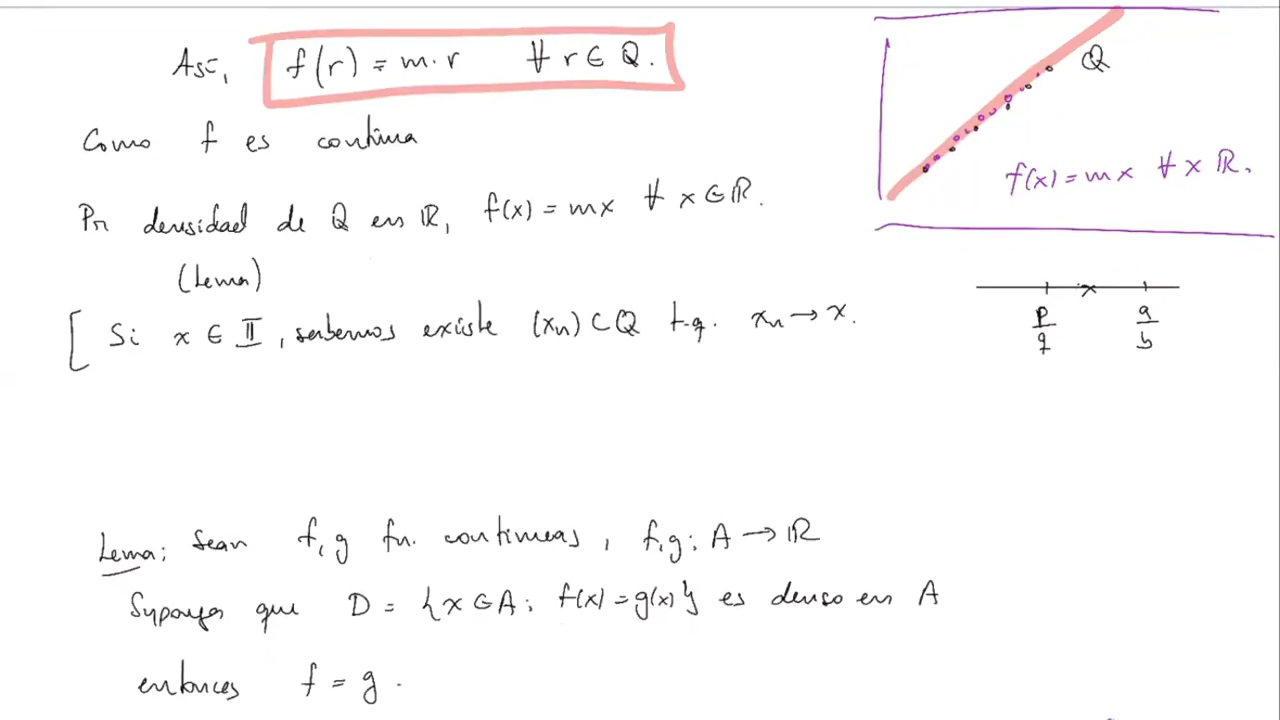 Así, f(r) = m·r ∀ r ∈ Q.
Q
Como f es continua
f(x) = mx ∀ x ℝ.
Por densidad de Q en ℝ, f(x) = mx ∀ x ∈ ℝ.
(Lema)
[ Si x ∈ 𝕀, sabemos existe (xn) ⊂ Q t.q. xn → x.
x
p/q a/b
Lema: Sean f, g fn. continuas, f, g: A → ℝ
Suponga que D = {x ∈ A: f(x) = g(x)} es denso en A
entonces f = g.